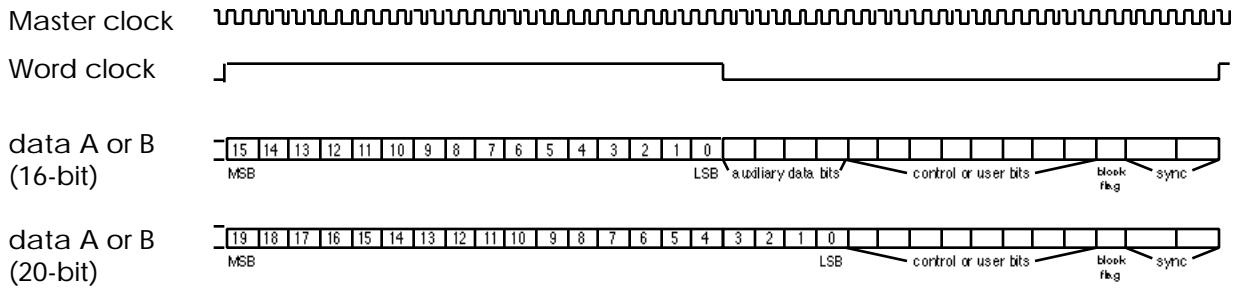 Master clock
Word clock
data A or B
(16-bit)
15 14 13 12 11 10 9 8 7 6 5 4 3 2 1 0
MSB LSB auxiliary data bits control or user bits block flag sync
data A or B
(20-bit)
19 18 17 16 15 14 13 12 11 10 9 8 7 6 5 4 3 2 1 0
MSB LSB control or user bits block flag sync